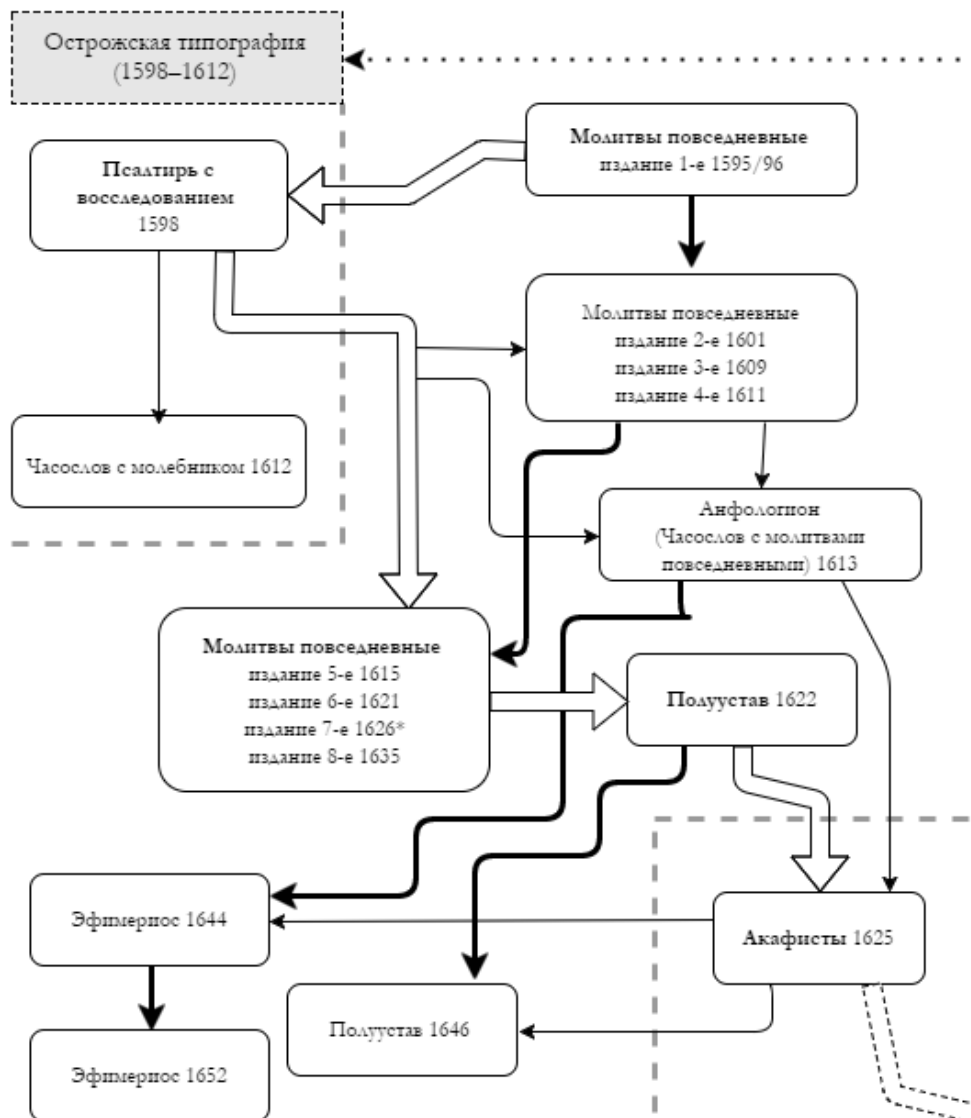 Острожская типография
(1598–1612)
Молитвы повседневные
издание 1-е 1595/96
Псалтирь с
восследованием
1598
Молитвы повседневные
издание 2-е 1601
издание 3-е 1609
издание 4-е 1611
Часослов с молебником 1612
Анфологион
(Часослов с молитвами
повседневными) 1613
Молитвы повседневные
издание 5-е 1615
издание 6-е 1621
издание 7-е 1626*
издание 8-е 1635
Полуустав 1622
Эфимериос 1644
Акафисты 1625
Полуустав 1646
Эфимериос 1652